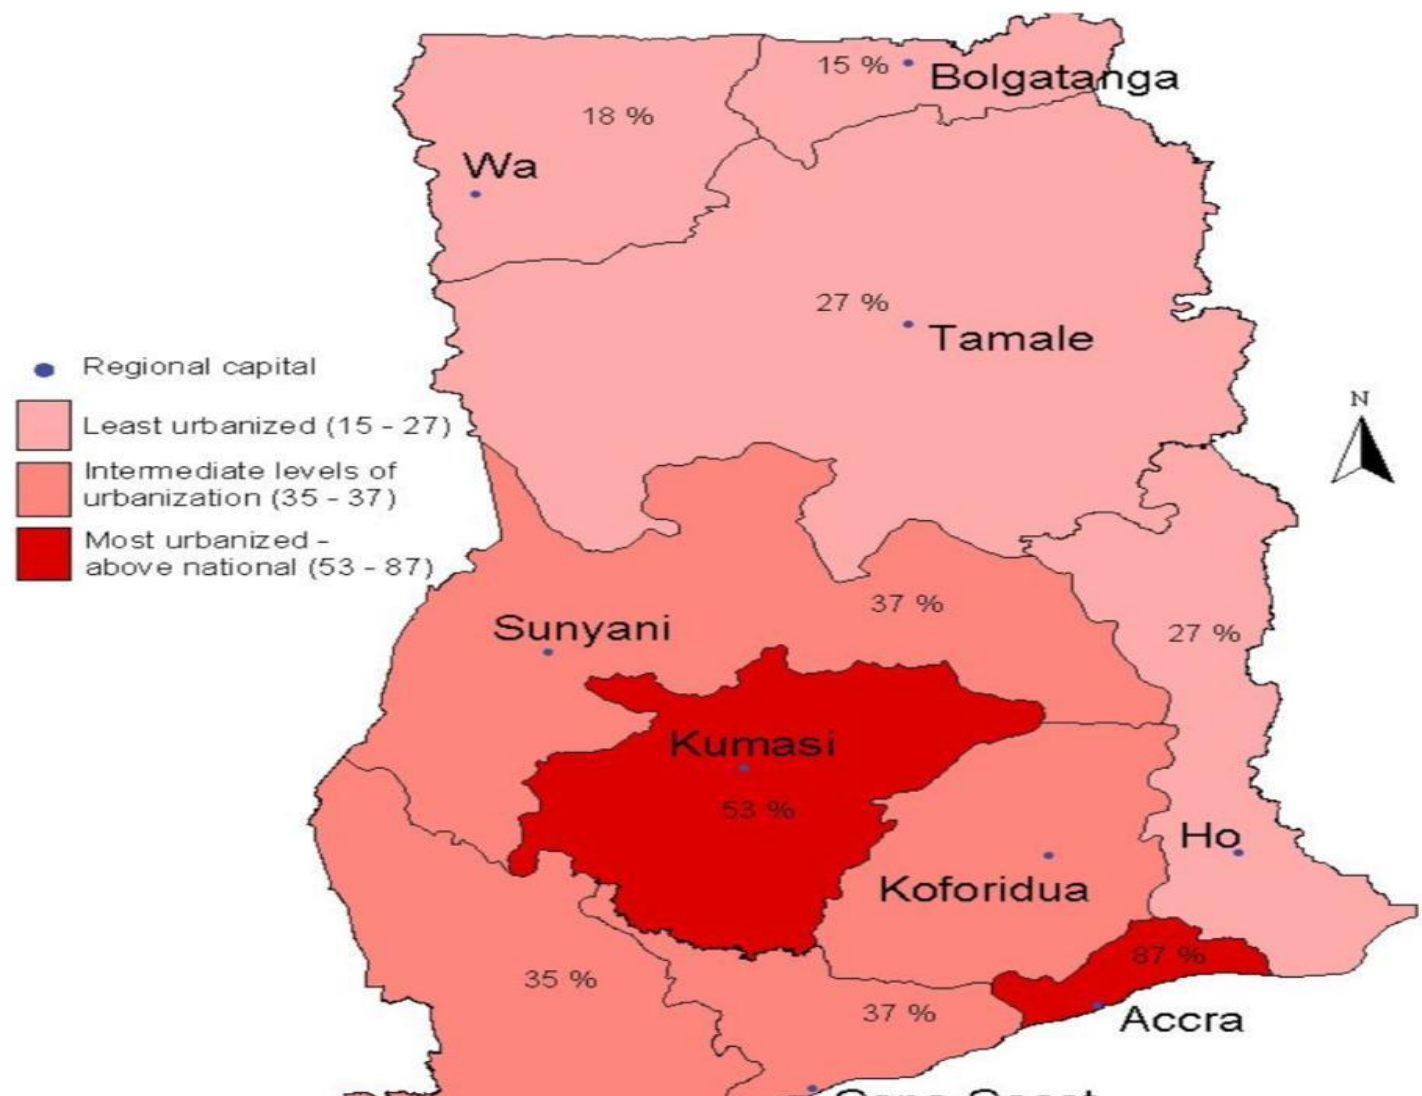 15 %
Bolgatanga
18 %
Wa
27 %
Tamale
Regional capital
N
Least urbanized (15 - 27)
Intermediate levels of
urbanization (35 - 37)
Most urbanized -
above national (53 - 87)
37 %
Sunyani
27 %
Kumasi
53 %
Ho
Koforidua
87 %
35 %
37 %
Accra